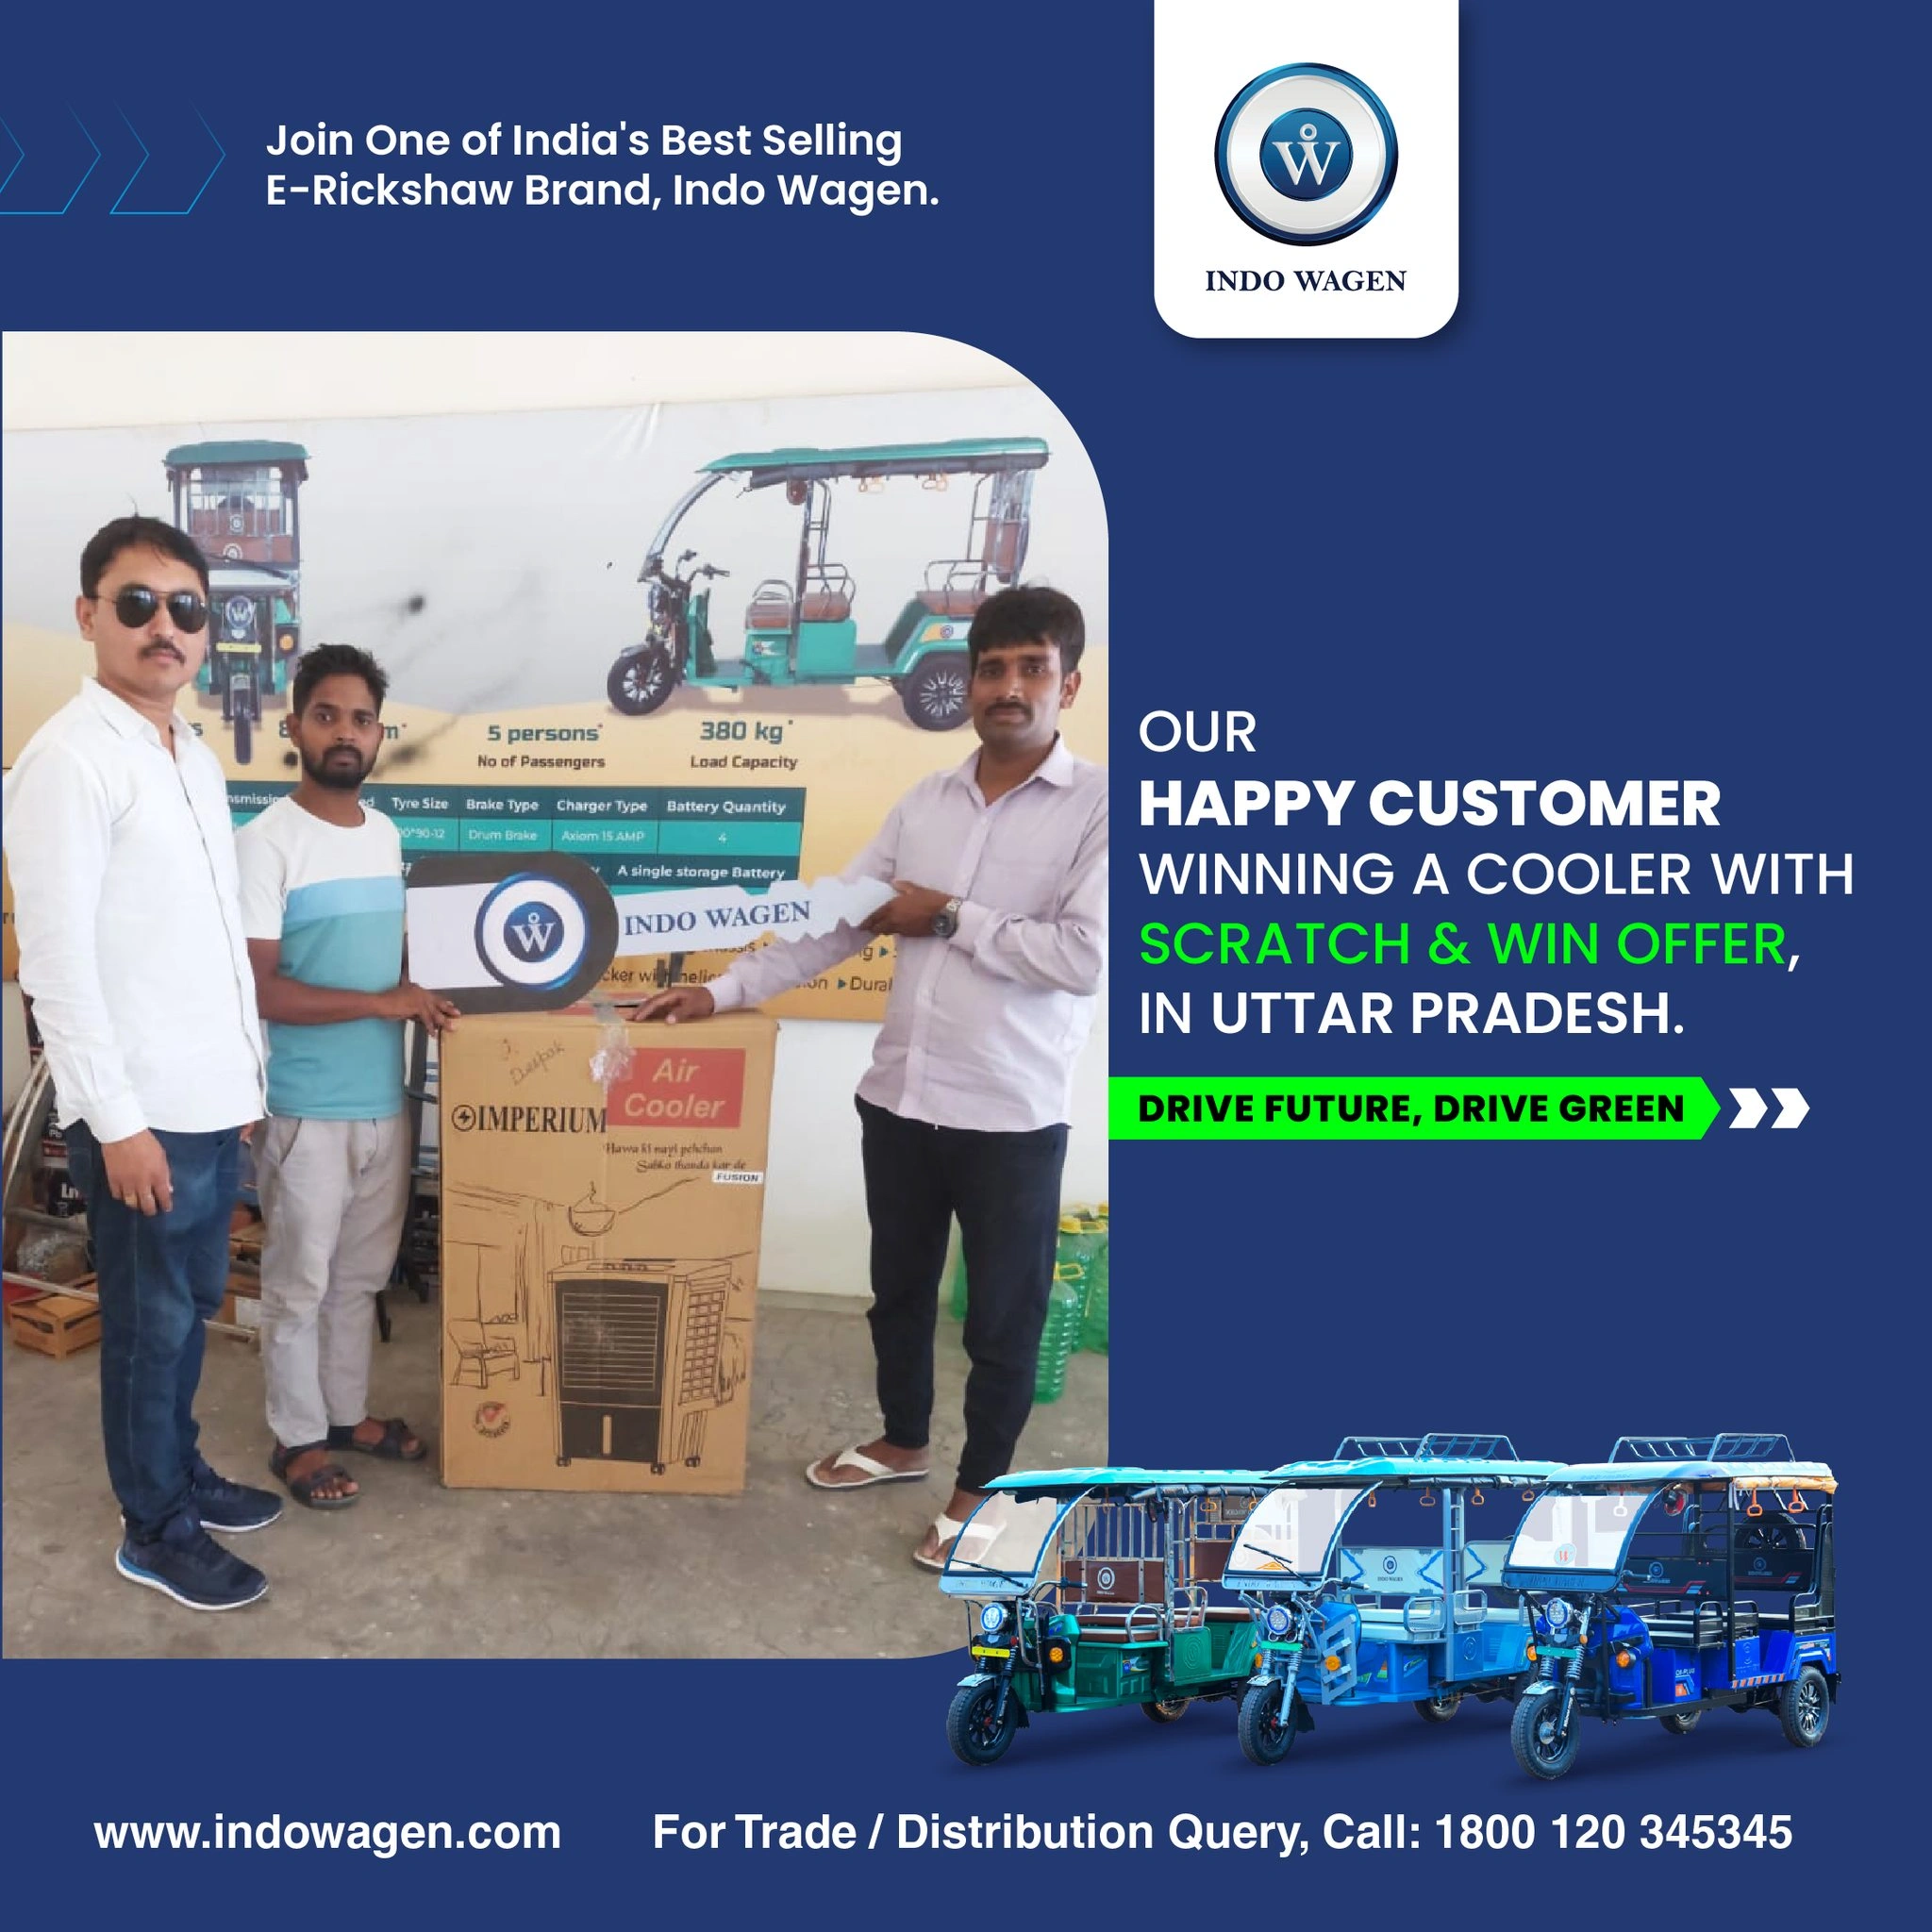 Join One of India's Best Selling
E-Rickshaw Brand, Indo Wagen.
W
INDO WAGEN
5 persons*
No of Passengers
380 kg*
Load Capacity
Tyre Size Brake Type Charger Type Battery Quantity
Drum Brake Axiom 15 AMP 4
A single storage Battery
W INDO WAGEN
Deepak
Air
Cooler
IMPERIUM
Hawa ki nayi pehchan
Sabko thanda kar de
FUSION
OUR
HAPPY CUSTOMER
WINNING A COOLER WITH
SCRATCH & WIN OFFER,
IN UTTAR PRADESH.
DRIVE FUTURE, DRIVE GREEN
www.indowagen.com
For Trade / Distribution Query, Call: 1800 120 345345